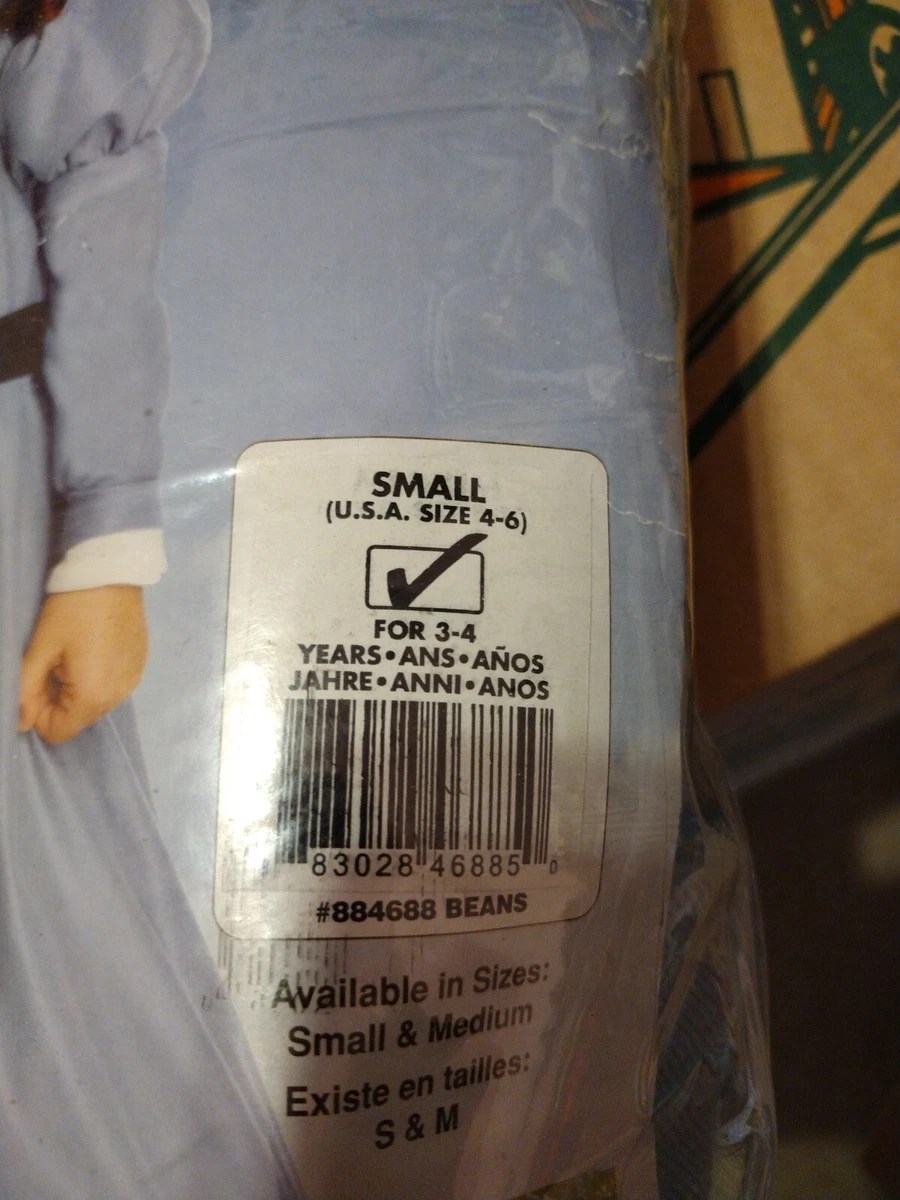 SMALL
(U.S.A. SIZE 4-6)
FOR 3-4
YEARS•ANS•AÑOS
JAHRE•ANNI•ANOS
83028 46885 0
#884688 BEANS
Available in Sizes:
Small & Medium
Existe en tailles:
S & M